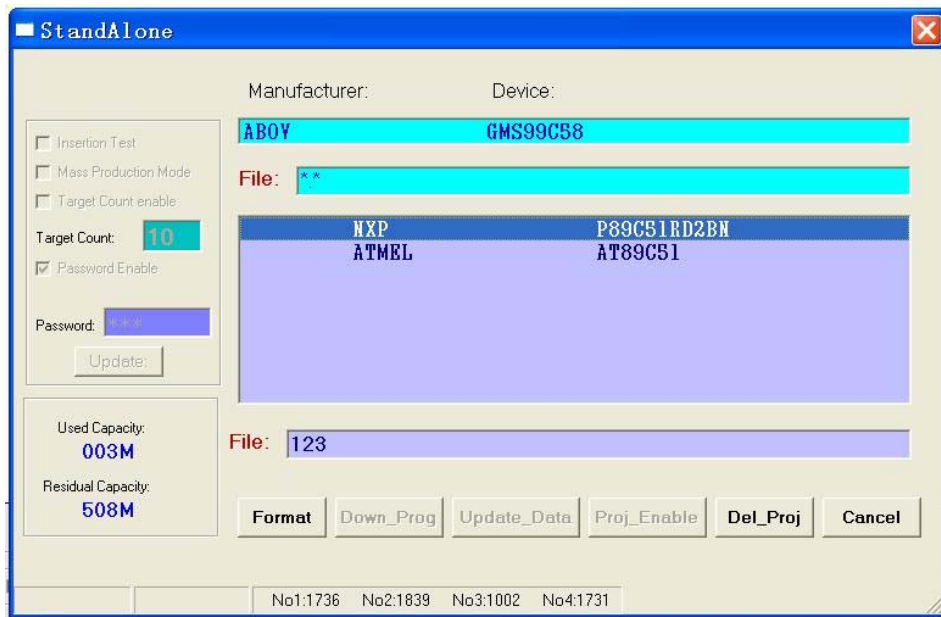 StandAlone
Manufacturer: Device:
ABOV GMS99C58
File: *.*
NXP P89C51RD2BN
ATMEL AT89C51
File: 123
Insertion Test
Mass Production Mode
Target Count enable
Target Count: 10
Password Enable
Password: ***
Update:
Used Capacity:
003M
Residual Capacity:
508M
Format Down_Prog Update_Data Proj_Enable Del_Proj Cancel
No1:1736 No2:1839 No3:1002 No4:1731